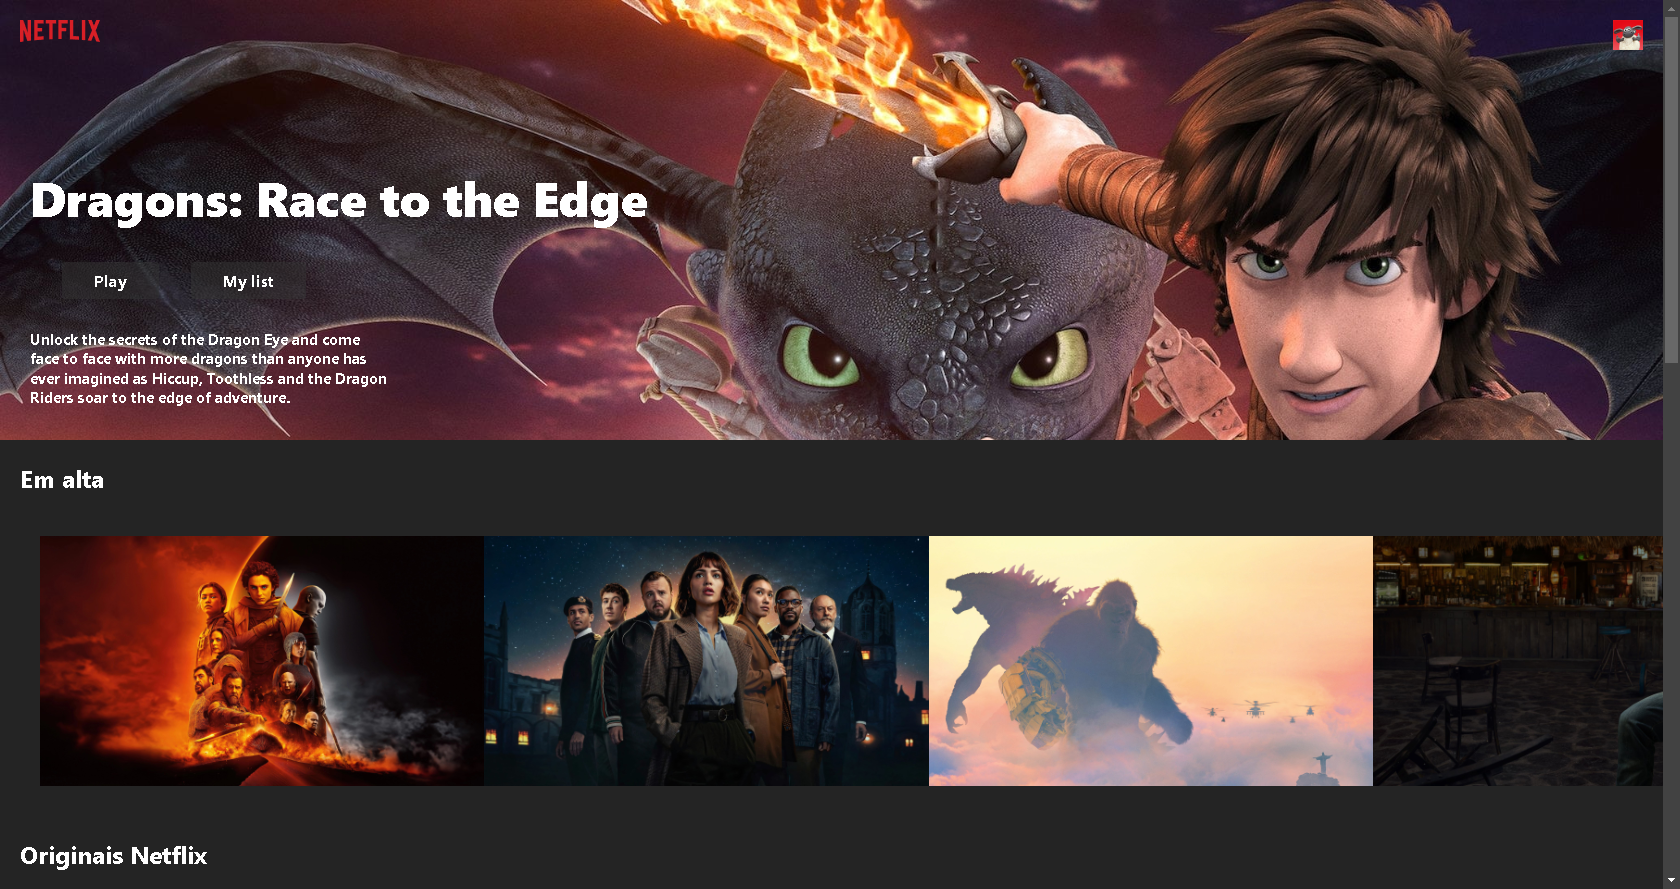 NETFLIX
Dragons: Race to the Edge
Play
My list
Unlock the secrets of the Dragon Eye and come
face to face with more dragons than anyone has
ever imagined as Hiccup, Toothless and the Dragon
Riders soar to the edge of adventure.
Em alta
Originais Netflix